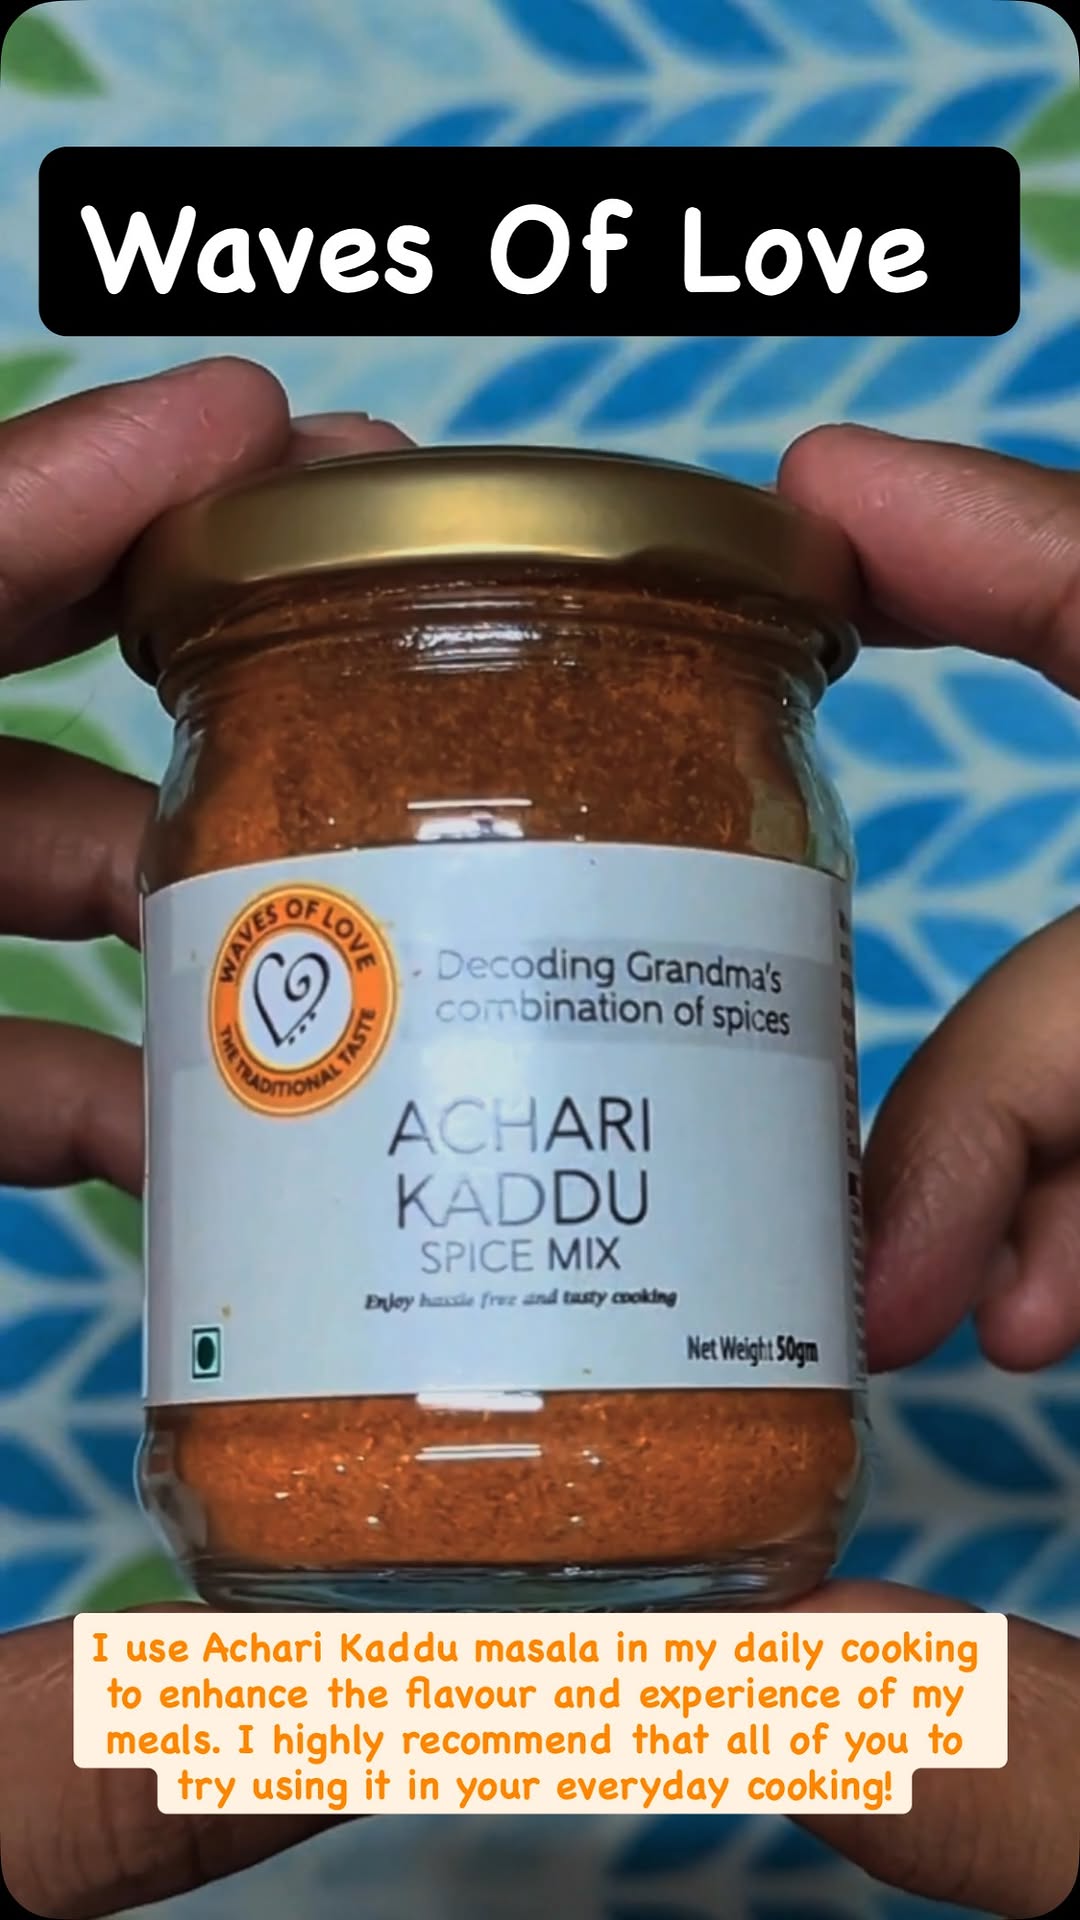 Waves Of Love
WAVES OF LOVE
THE TRADITIONAL TASTE
Decoding Grandma's
combination of spices
ACHARI
KADDU
SPICE MIX
Enjoy hassle free and tasty cooking
Net Weight 50gm
I use Achari Kaddu masala in my daily cooking
to enhance the flavour and experience of my
meals. I highly recommend that all of you to
try using it in your everyday cooking!